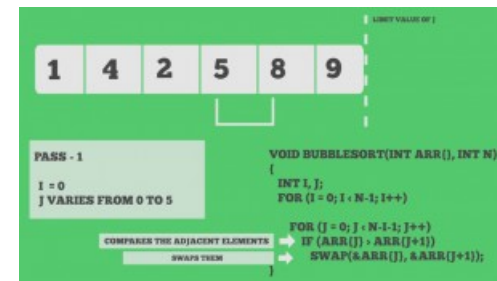 LIMIT VALUE OF J
1 4 2 5 8 9
PASS - 1
I = 0
J VARIES FROM 0 TO 5
VOID BUBBLESORT(INT ARR(), INT N)
{
INT I, J;
FOR (I = 0; I < N-1; I++)
FOR (J = 0; J < N-I-1; J++)
COMPARES THE ADJACENT ELEMENTS
IF (ARR(J) > ARR(J+1))
SWAPS THEM
SWAP(&ARR(J), &ARR(J+1));
}